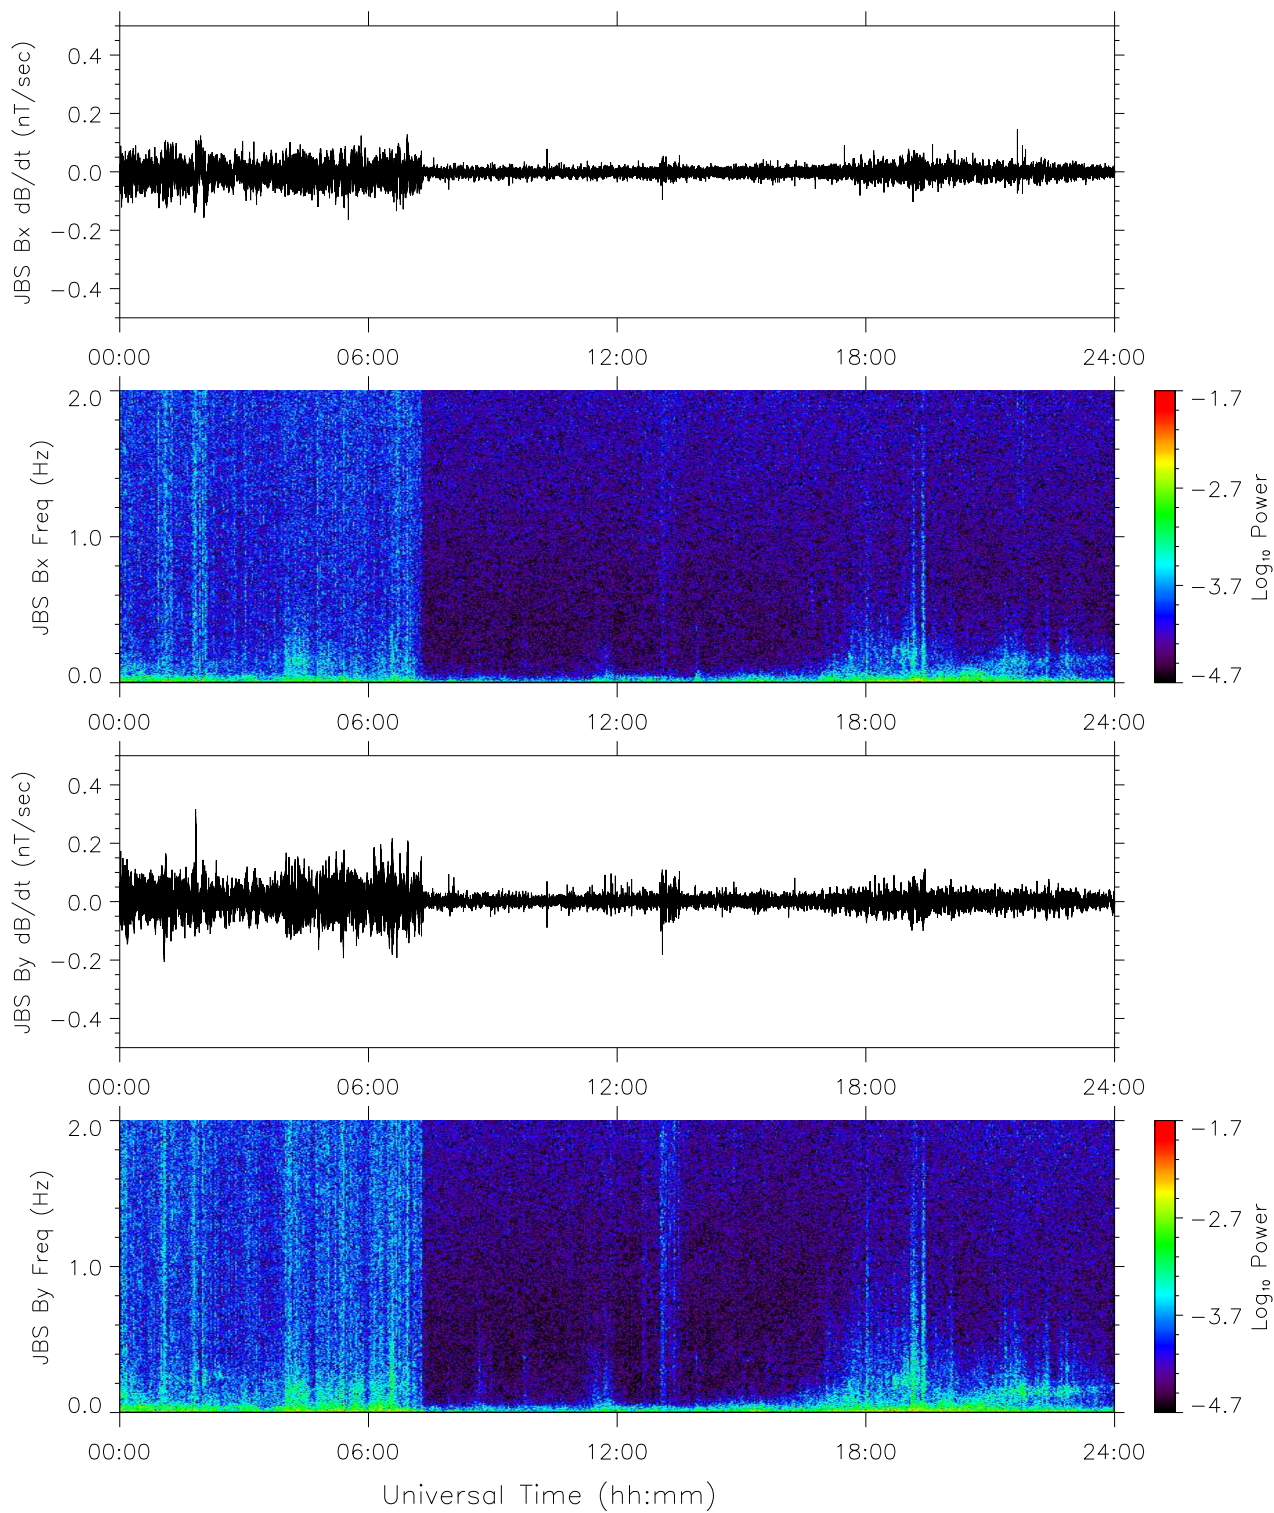 JBS Bx dB/dt (nT/sec)
0.4
0.2
0.0
−0.2
−0.4
00:00 06:00 12:00 18:00 24:00
JBS Bx Freq (Hz)
2.0
1.0
0.0
−1.7
−2.7
−3.7
−4.7
Log₁₀ Power
00:00 06:00 12:00 18:00 24:00
JBS By dB/dt (nT/sec)
0.4
0.2
0.0
−0.2
−0.4
00:00 06:00 12:00 18:00 24:00
JBS By Freq (Hz)
2.0
1.0
0.0
−1.7
−2.7
−3.7
−4.7
Log₁₀ Power
00:00 06:00 12:00 18:00 24:00
Universal Time (hh:mm)